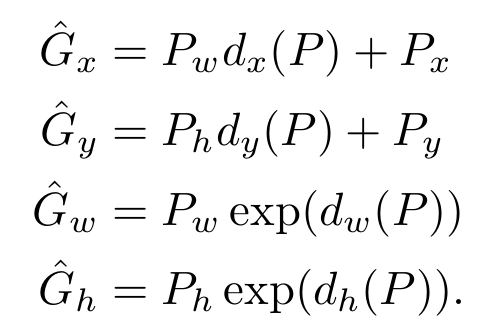 Ĝ_x = P_w d_x(P) + P_x
Ĝ_y = P_h d_y(P) + P_y
Ĝ_w = P_w exp(d_w(P))
Ĝ_h = P_h exp(d_h(P)).